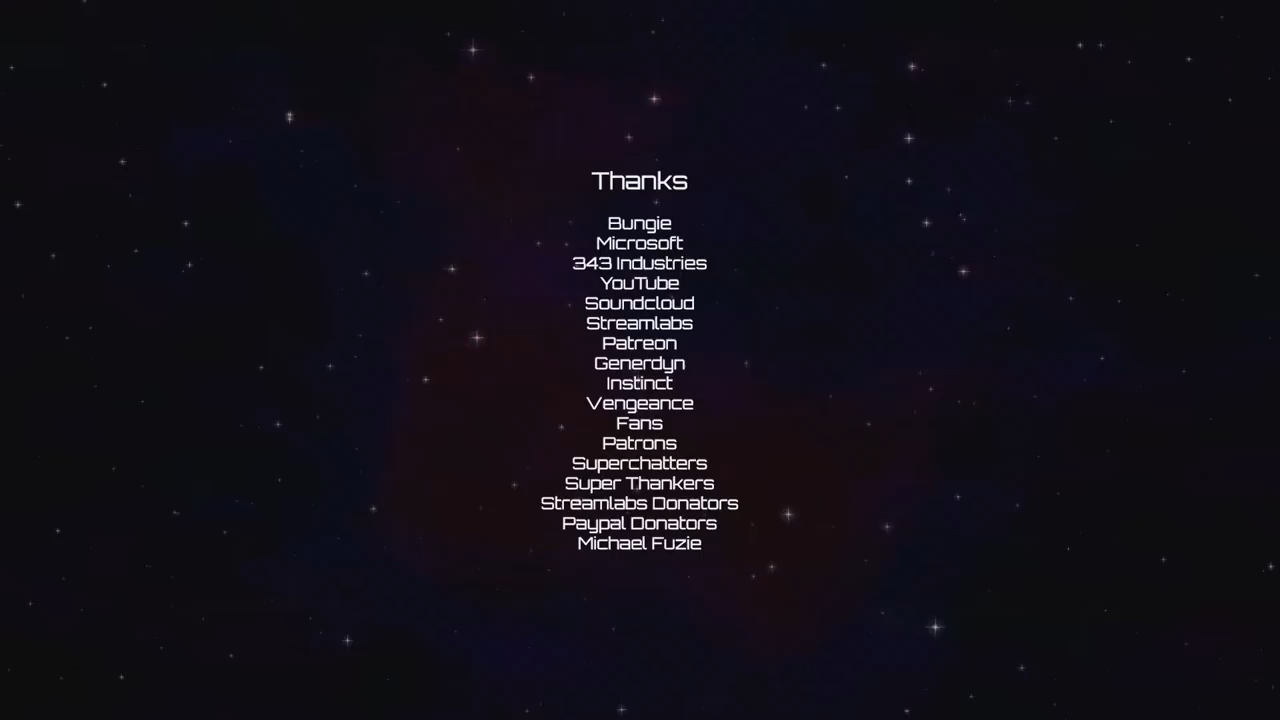 Thanks
Bungie
Microsoft
343 Industries
YouTube
Soundcloud
Streamlabs
Patreon
Generdyn
Instinct
Vengeance
Fans
Patrons
Superchatters
Super Thankers
Streamlabs Donators
Paypal Donators
Michael Fuzie